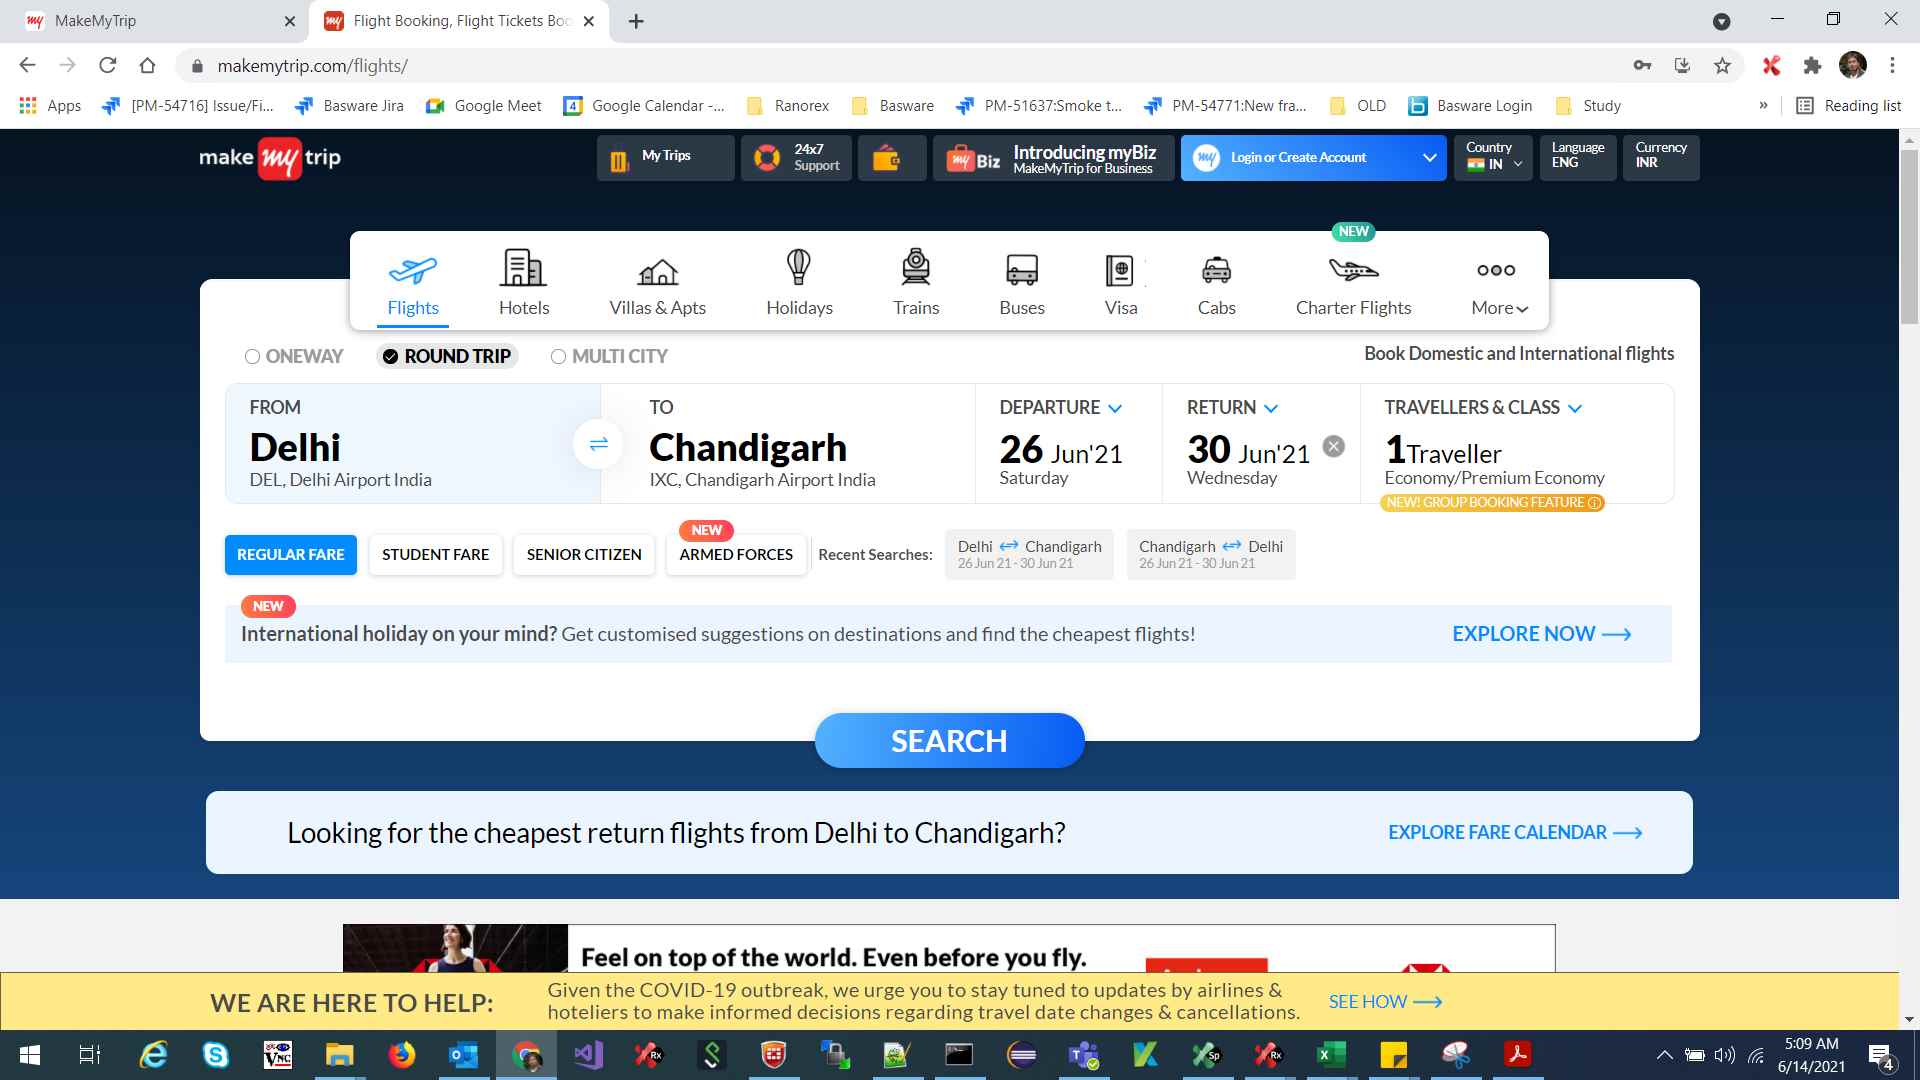 MakeMyTrip
Flight Booking, Flight Tickets Boo
makemytrip.com/flights/
Apps
[PM-54716] Issue/Fi...
Basware Jira
Google Meet
4
Google Calendar -...
Ranorex
Basware
PM-51637:Smoke t...
PM-54771:New fra...
OLD
Basware Login
Study
»
Reading list
make my trip
My Trips
24x7
Support
my Biz
Introducing myBiz
MakeMyTrip for Business
my
Login or Create Account
Country
IN
Language
ENG
Currency
INR
NEW
Flights
Hotels
Villas & Apts
Holidays
Trains
Buses
Visa
Cabs
Charter Flights
More
ONEWAY
ROUND TRIP
MULTI CITY
Book Domestic and International flights
FROM
Delhi
DEL, Delhi Airport India
TO
Chandigarh
IXC, Chandigarh Airport India
DEPARTURE
26 Jun'21
Saturday
RETURN
30 Jun'21
Wednesday
TRAVELLERS & CLASS
1Traveller
Economy/Premium Economy
NEW! GROUP BOOKING FEATURE
REGULAR FARE
STUDENT FARE
SENIOR CITIZEN
NEW
ARMED FORCES
Recent Searches:
Delhi Chandigarh
26 Jun 21 - 30 Jun 21
Chandigarh Delhi
26 Jun 21 - 30 Jun 21
NEW
International holiday on your mind? Get customised suggestions on destinations and find the cheapest flights!
EXPLORE NOW
SEARCH
Looking for the cheapest return flights from Delhi to Chandigarh?
EXPLORE FARE CALENDAR
Feel on top of the world. Even before you fly.
WE ARE HERE TO HELP:
Given the COVID-19 outbreak, we urge you to stay tuned to updates by airlines &
hoteliers to make informed decisions regarding travel date changes & cancellations.
SEE HOW
5:09 AM
6/14/2021
4